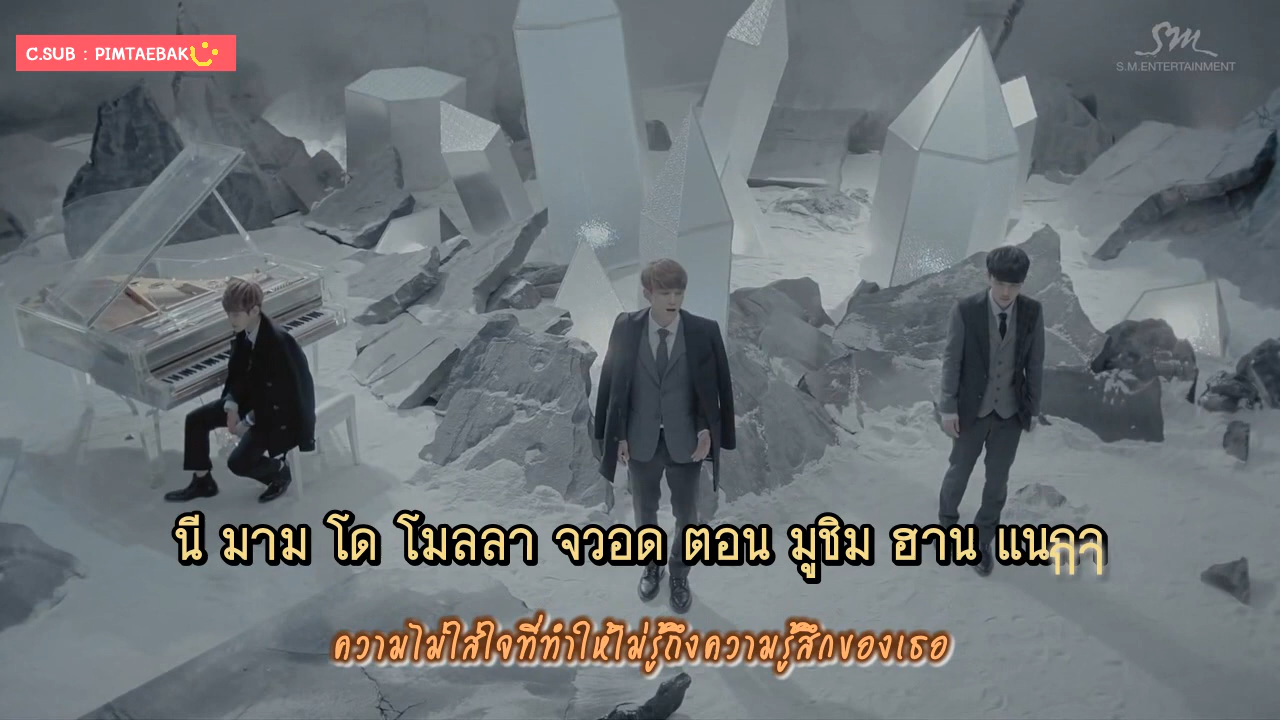 C.SUB : PIMTAEBAK
SM
S.M.ENTERTAINMENT
นี มาม โด โมลลา จวอด ตอน มูชิม ฮาน แนกา
ความไม่ใส่ใจที่ทำให้ไม่รู้ถึงความรู้สึกของเธอ